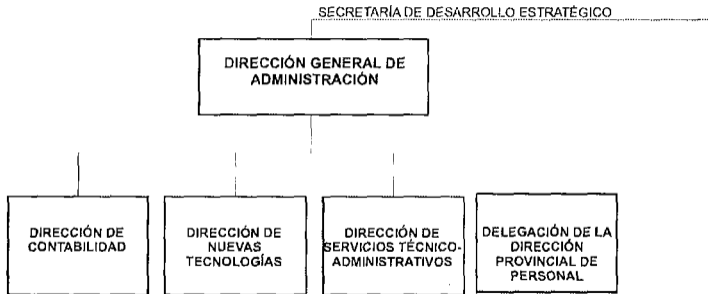 SECRETARÍA DE DESARROLLO ESTRATÉGICO
DIRECCIÓN GENERAL DE
ADMINISTRACIÓN
DIRECCIÓN DE
CONTABILIDAD
DIRECCIÓN DE
NUEVAS
TECNOLOGÍAS
DIRECCIÓN DE
SERVICIOS TÉCNICO-
ADMINISTRATIVOS
DELEGACIÓN DE LA
DIRECCIÓN
PROVINCIAL DE
PERSONAL